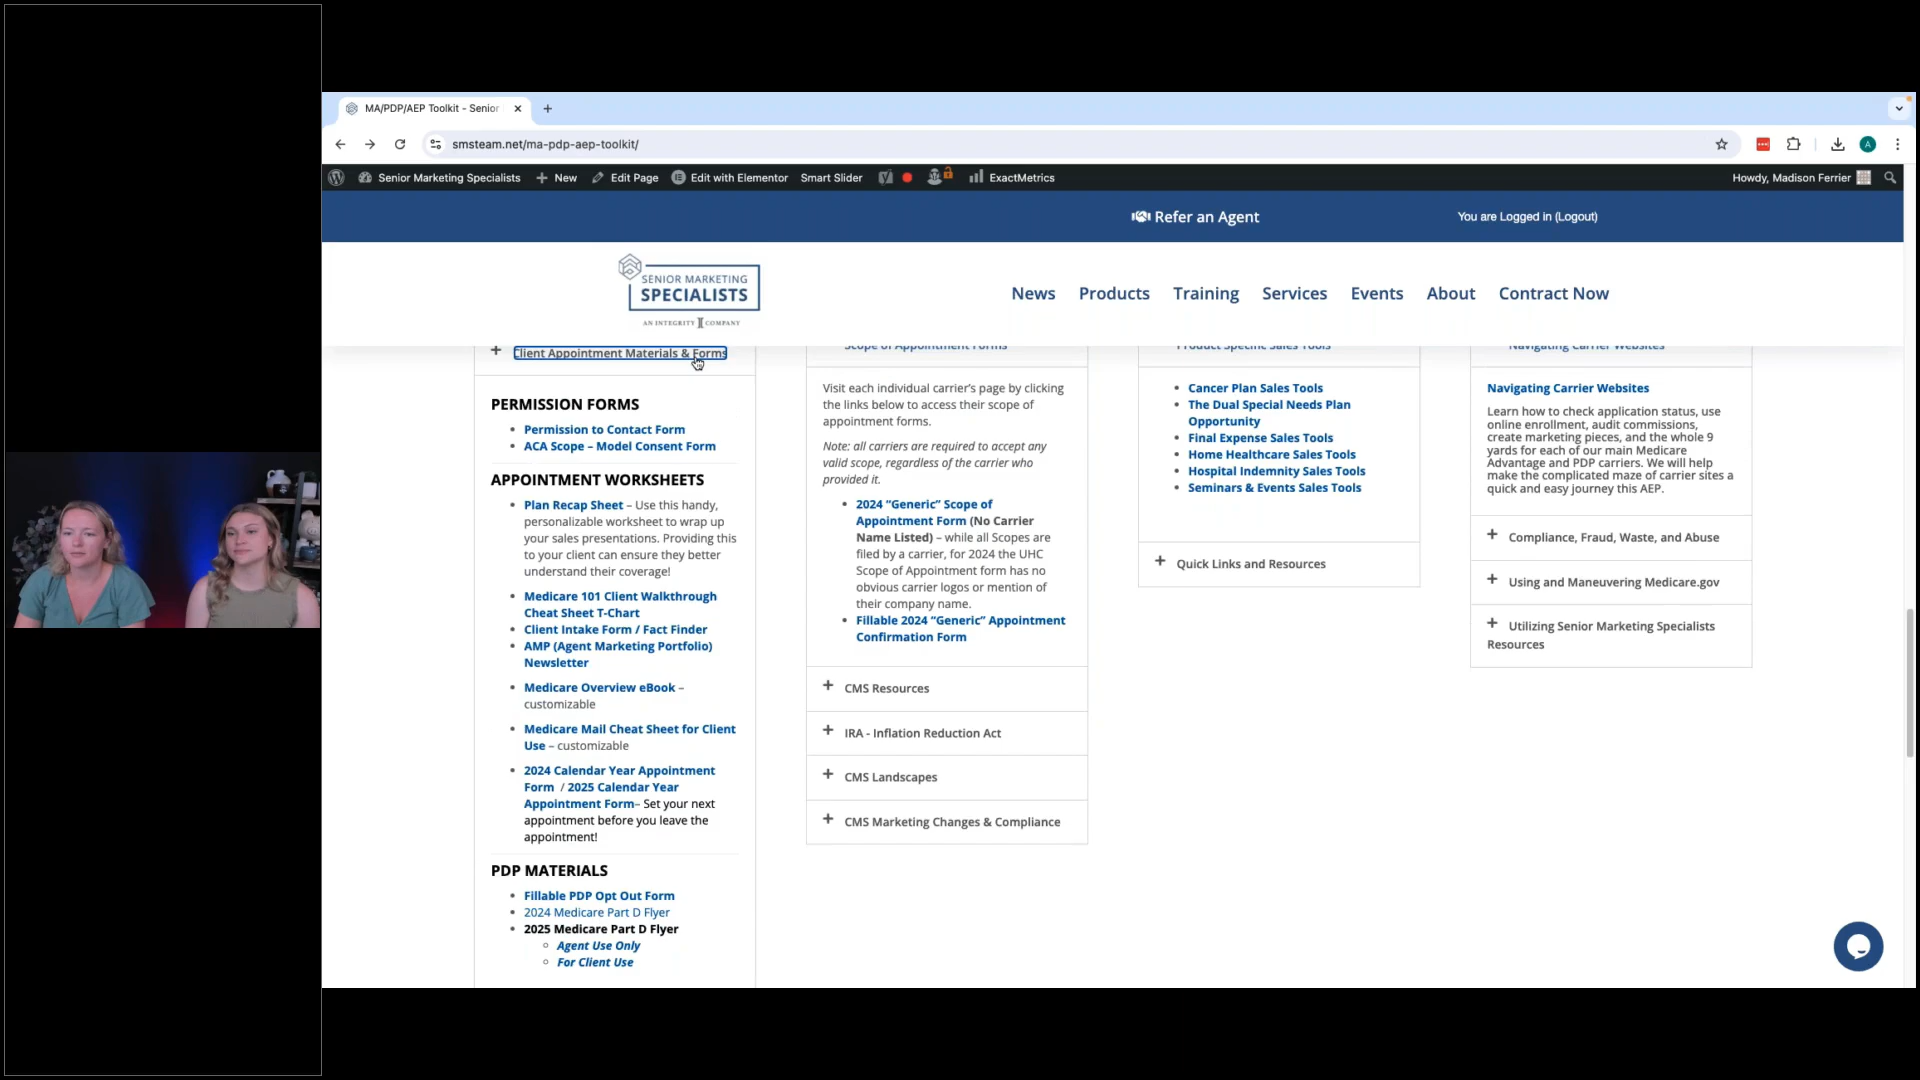 MA/PDP/AEP Toolkit - Senior
smsteam.net/ma-pdp-aep-toolkit/
A
Senior Marketing Specialists
New
Edit Page
Edit with Elementor
Smart Slider
ExactMetrics
Howdy, Madison Ferrier
Refer an Agent
You are Logged in (Logout)
SENIOR MARKETING
SPECIALISTS
AN INTEGRITY COMPANY
News
Products
Training
Services
Events
About
Contract Now
Client Appointment Materials & Forms
PERMISSION FORMS
Permission to Contact Form
ACA Scope – Model Consent Form
APPOINTMENT WORKSHEETS
Plan Recap Sheet – Use this handy,
personalizable worksheet to wrap up
your sales presentations. Providing this
to your client can ensure they better
understand their coverage!
Medicare 101 Client Walkthrough
Cheat Sheet T-Chart
Client Intake Form / Fact Finder
AMP (Agent Marketing Portfolio)
Newsletter
Medicare Overview eBook –
customizable
Medicare Mail Cheat Sheet for Client
Use – customizable
2024 Calendar Year Appointment
Form / 2025 Calendar Year
Appointment Form– Set your next
appointment before you leave the
appointment!
PDP MATERIALS
Fillable PDP Opt Out Form
2024 Medicare Part D Flyer
2025 Medicare Part D Flyer
Agent Use Only
For Client Use
Scope of Appointment Forms
Visit each individual carrier's page by clicking
the links below to access their scope of
appointment forms.
Note: all carriers are required to accept any
valid scope, regardless of the carrier who
provided it.
2024 “Generic” Scope of
Appointment Form (No Carrier
Name Listed) – while all Scopes are
filed by a carrier, for 2024 the UHC
Scope of Appointment form has no
obvious carrier logos or mention of
their company name.
Fillable 2024 “Generic” Appointment
Confirmation Form
CMS Resources
IRA - Inflation Reduction Act
CMS Landscapes
CMS Marketing Changes & Compliance
Product Specific Sales Tools
Cancer Plan Sales Tools
The Dual Special Needs Plan
Opportunity
Final Expense Sales Tools
Home Healthcare Sales Tools
Hospital Indemnity Sales Tools
Seminars & Events Sales Tools
Quick Links and Resources
Navigating Carrier Websites
Navigating Carrier Websites
Learn how to check application status, use
online enrollment, audit commissions,
create marketing pieces, and the whole 9
yards for each of our main Medicare
Advantage and PDP carriers. We will help
make the complicated maze of carrier sites a
quick and easy journey this AEP.
Compliance, Fraud, Waste, and Abuse
Using and Maneuvering Medicare.gov
Utilizing Senior Marketing Specialists
Resources